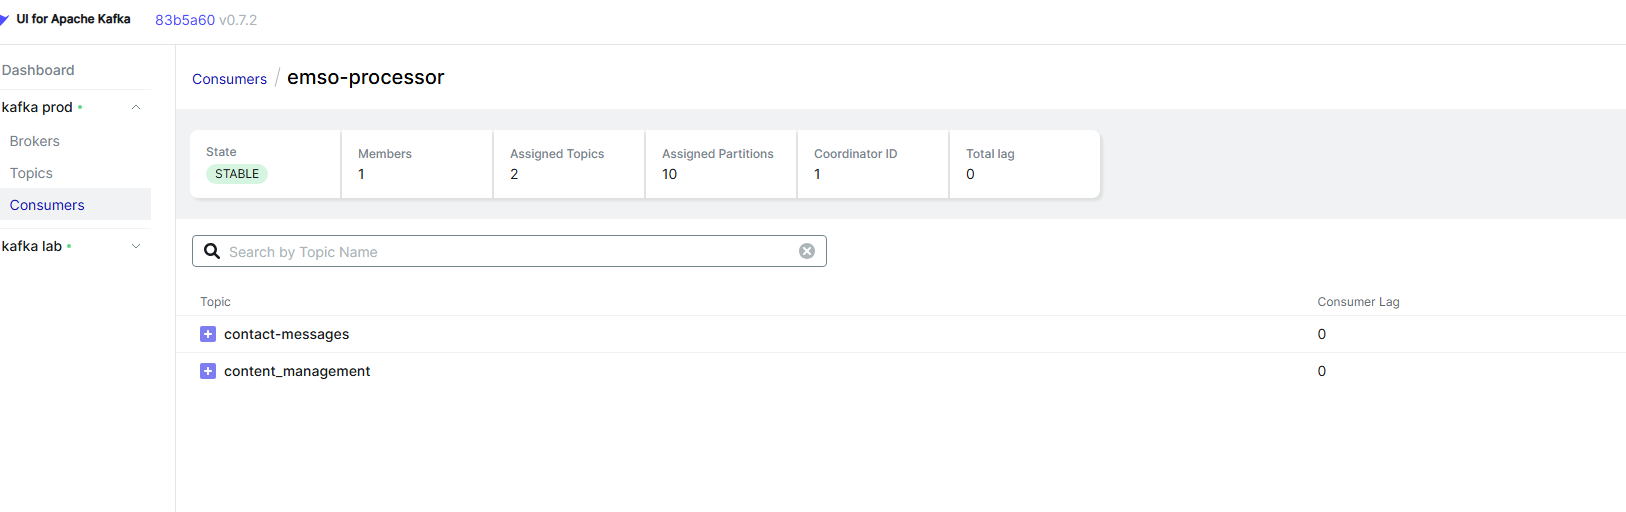 UI for Apache Kafka 83b5a60 v0.7.2
Dashboard
kafka prod
Brokers
Topics
Consumers
kafka lab
Consumers / emso-processor
State
STABLE
Members
1
Assigned Topics
2
Assigned Partitions
10
Coordinator ID
1
Total lag
0
Search by Topic Name
Topic Consumer Lag
contact-messages 0
content_management 0